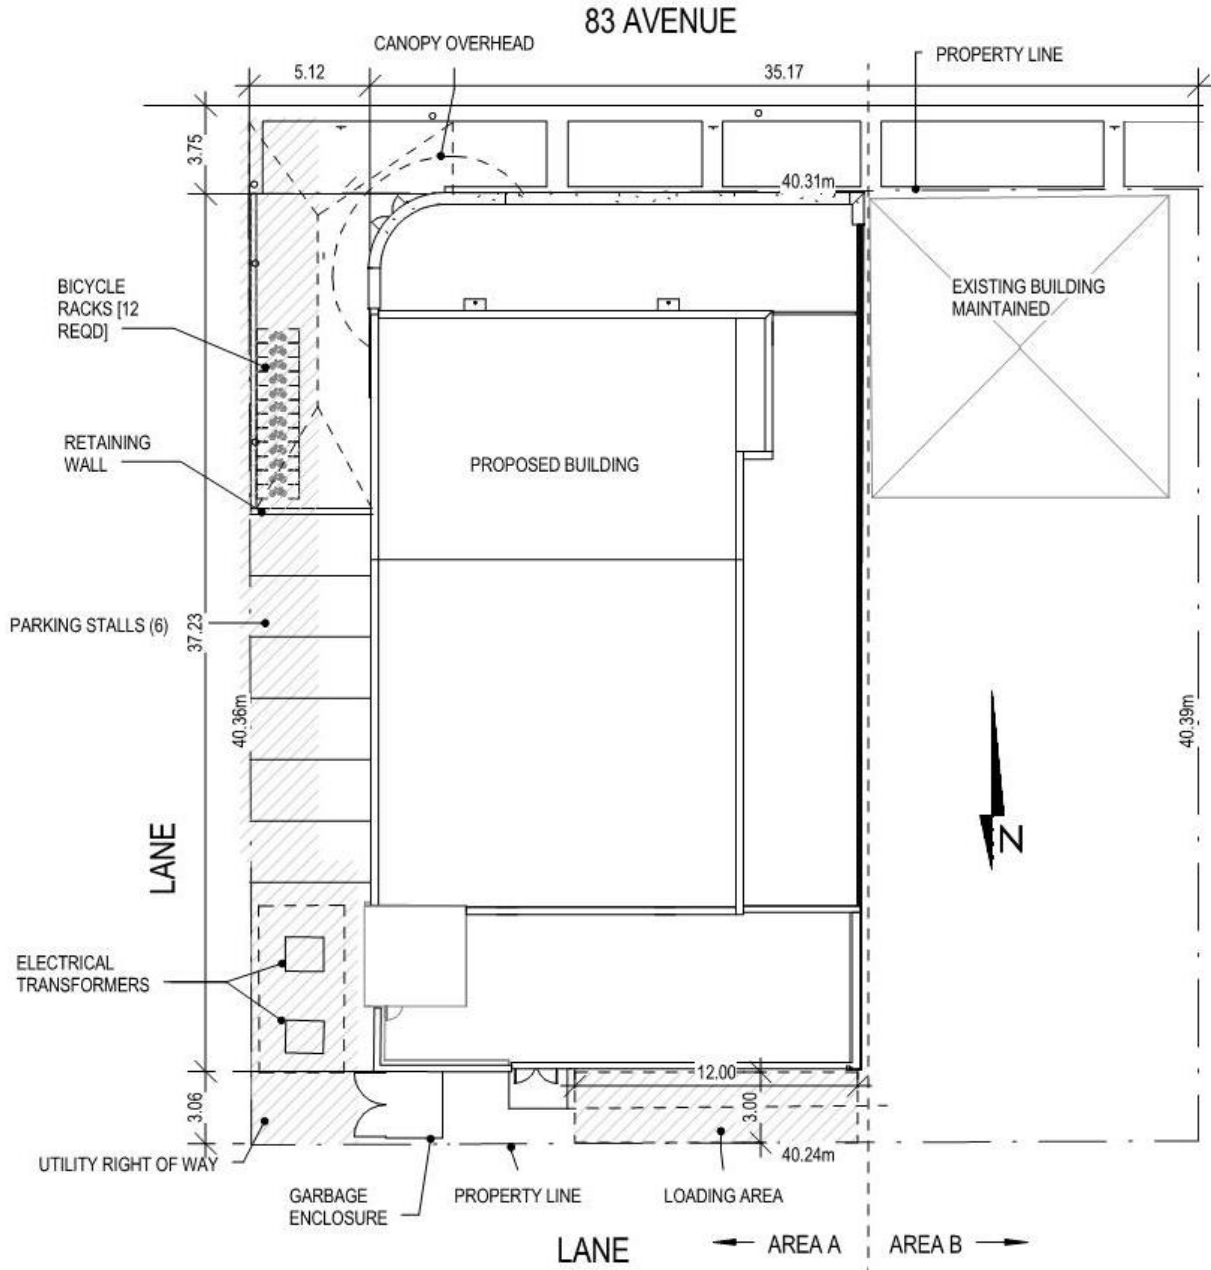 83 AVENUE
CANOPY OVERHEAD
PROPERTY LINE
5.12
35.17
3.75
40.31m
BICYCLE
RACKS [12
REQD]
EXISTING BUILDING
MAINTAINED
RETAINING
WALL
PROPOSED BUILDING
PARKING STALLS (6)
37.23
40.36m
40.39m
N
LANE
ELECTRICAL
TRANSFORMERS
12.00
3.06
3.00
40.24m
UTILITY RIGHT OF WAY
GARBAGE
ENCLOSURE
PROPERTY LINE
LOADING AREA
LANE
AREA A
AREA B